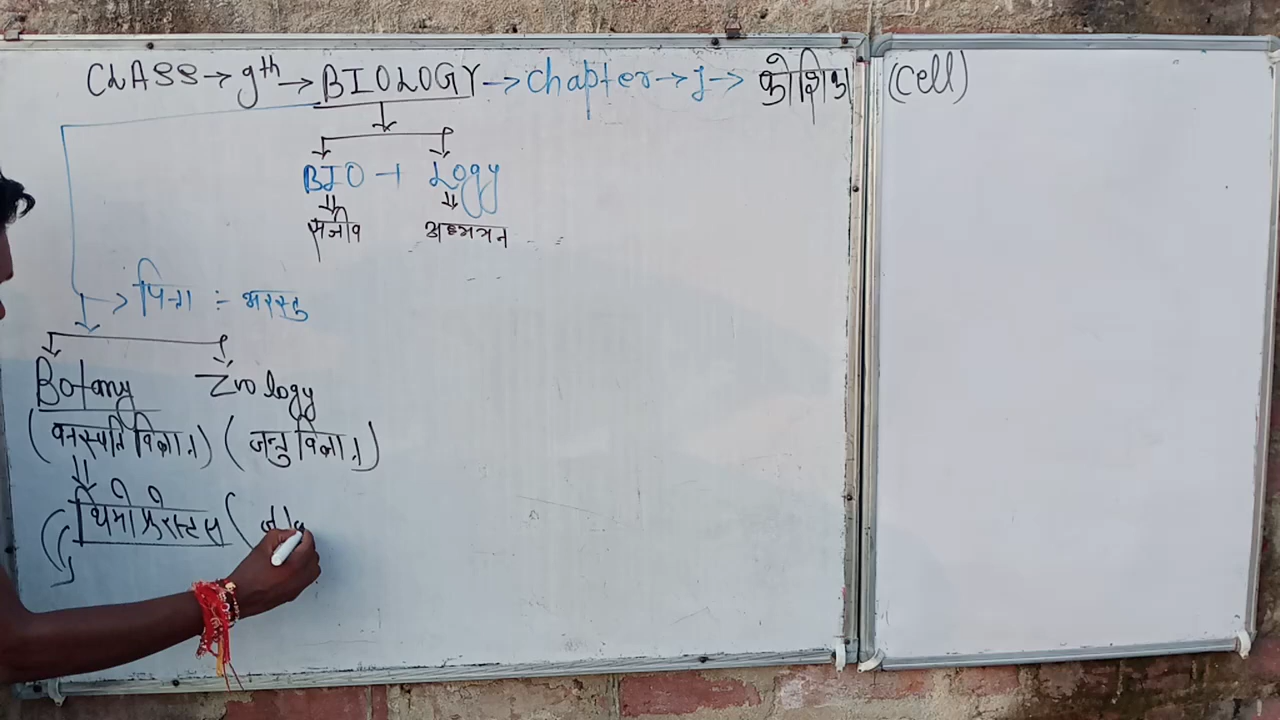 CLASS → 9th → BIOLOGY → chapter → 1 → कोशिका (Cell)
BIO + Logy
सजीव अध्ययन
→ पिता :- अरस्तु
Botany Zoology
(वनस्पति विज्ञान) (जन्तु विज्ञान)
थियोफ्रेस्टस (